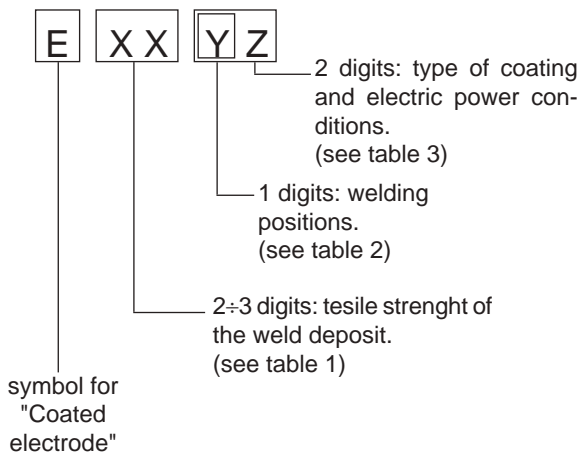 E XX YZ
2 digits: type of coating
and electric power con-
ditions.
(see table 3)
1 digits: welding
positions.
(see table 2)
2÷3 digits: tesile strenght of
the weld deposit.
(see table 1)
symbol for
"Coated
electrode"